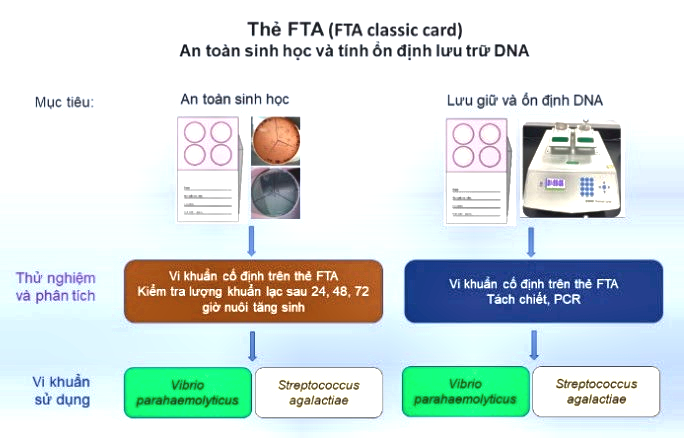 Thẻ FTA (FTA classic card)
An toàn sinh học và tính ổn định lưu trữ DNA
Mục tiêu:
An toàn sinh học
Lưu giữ và ổn định DNA
Thử nghiệm
và phân tích
Vi khuẩn cố định trên thẻ FTA
Kiểm tra lượng khuẩn lạc sau 24, 48, 72
giờ nuôi tăng sinh
Vi khuẩn cố định trên thẻ FTA
Tách chiết, PCR
Vi khuẩn
sử dụng
Vibrio
parahaemolyticus
Streptococcus
agalactiae
Vibrio
parahaemolyticus
Streptococcus
agalactiae